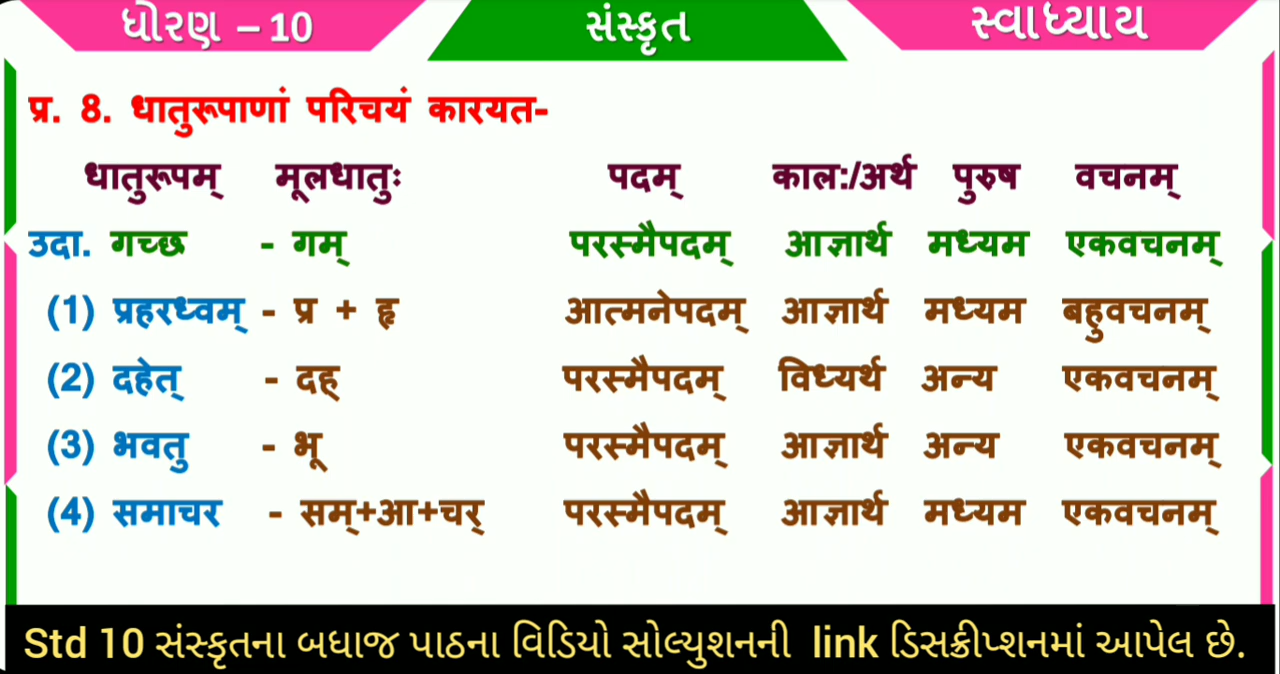 ધોરણ – 10 સંસ્કૃત સ્વાધ્યાય
प्र. 8. धातुरूपाणां परिचयं कारयत-
धातुरूपम् मूलधातुः पदम् काल:/अर्थ पुरुष वचनम्
उदा. गच्छ - गम् परस्मैपदम् आज्ञार्थ मध्यम एकवचनम्
(1) प्रहरध्वम् - प्र + हृ आत्मनेपदम् आज्ञार्थ मध्यम बहुवचनम्
(2) दहेत् - दह् परस्मैपदम् विध्यर्थ अन्य एकवचनम्
(3) भवतु - भू परस्मैपदम् आज्ञार्थ अन्य एकवचनम्
(4) समाचर - सम्+आ+चर् परस्मैपदम् आज्ञार्थ मध्यम एकवचनम्
Std 10 સંસ્કૃતના બધાજ પાઠના વિડિયો સોલ્યુશનની link ડિસક્રીપ્શનમાં આપેલ છે.